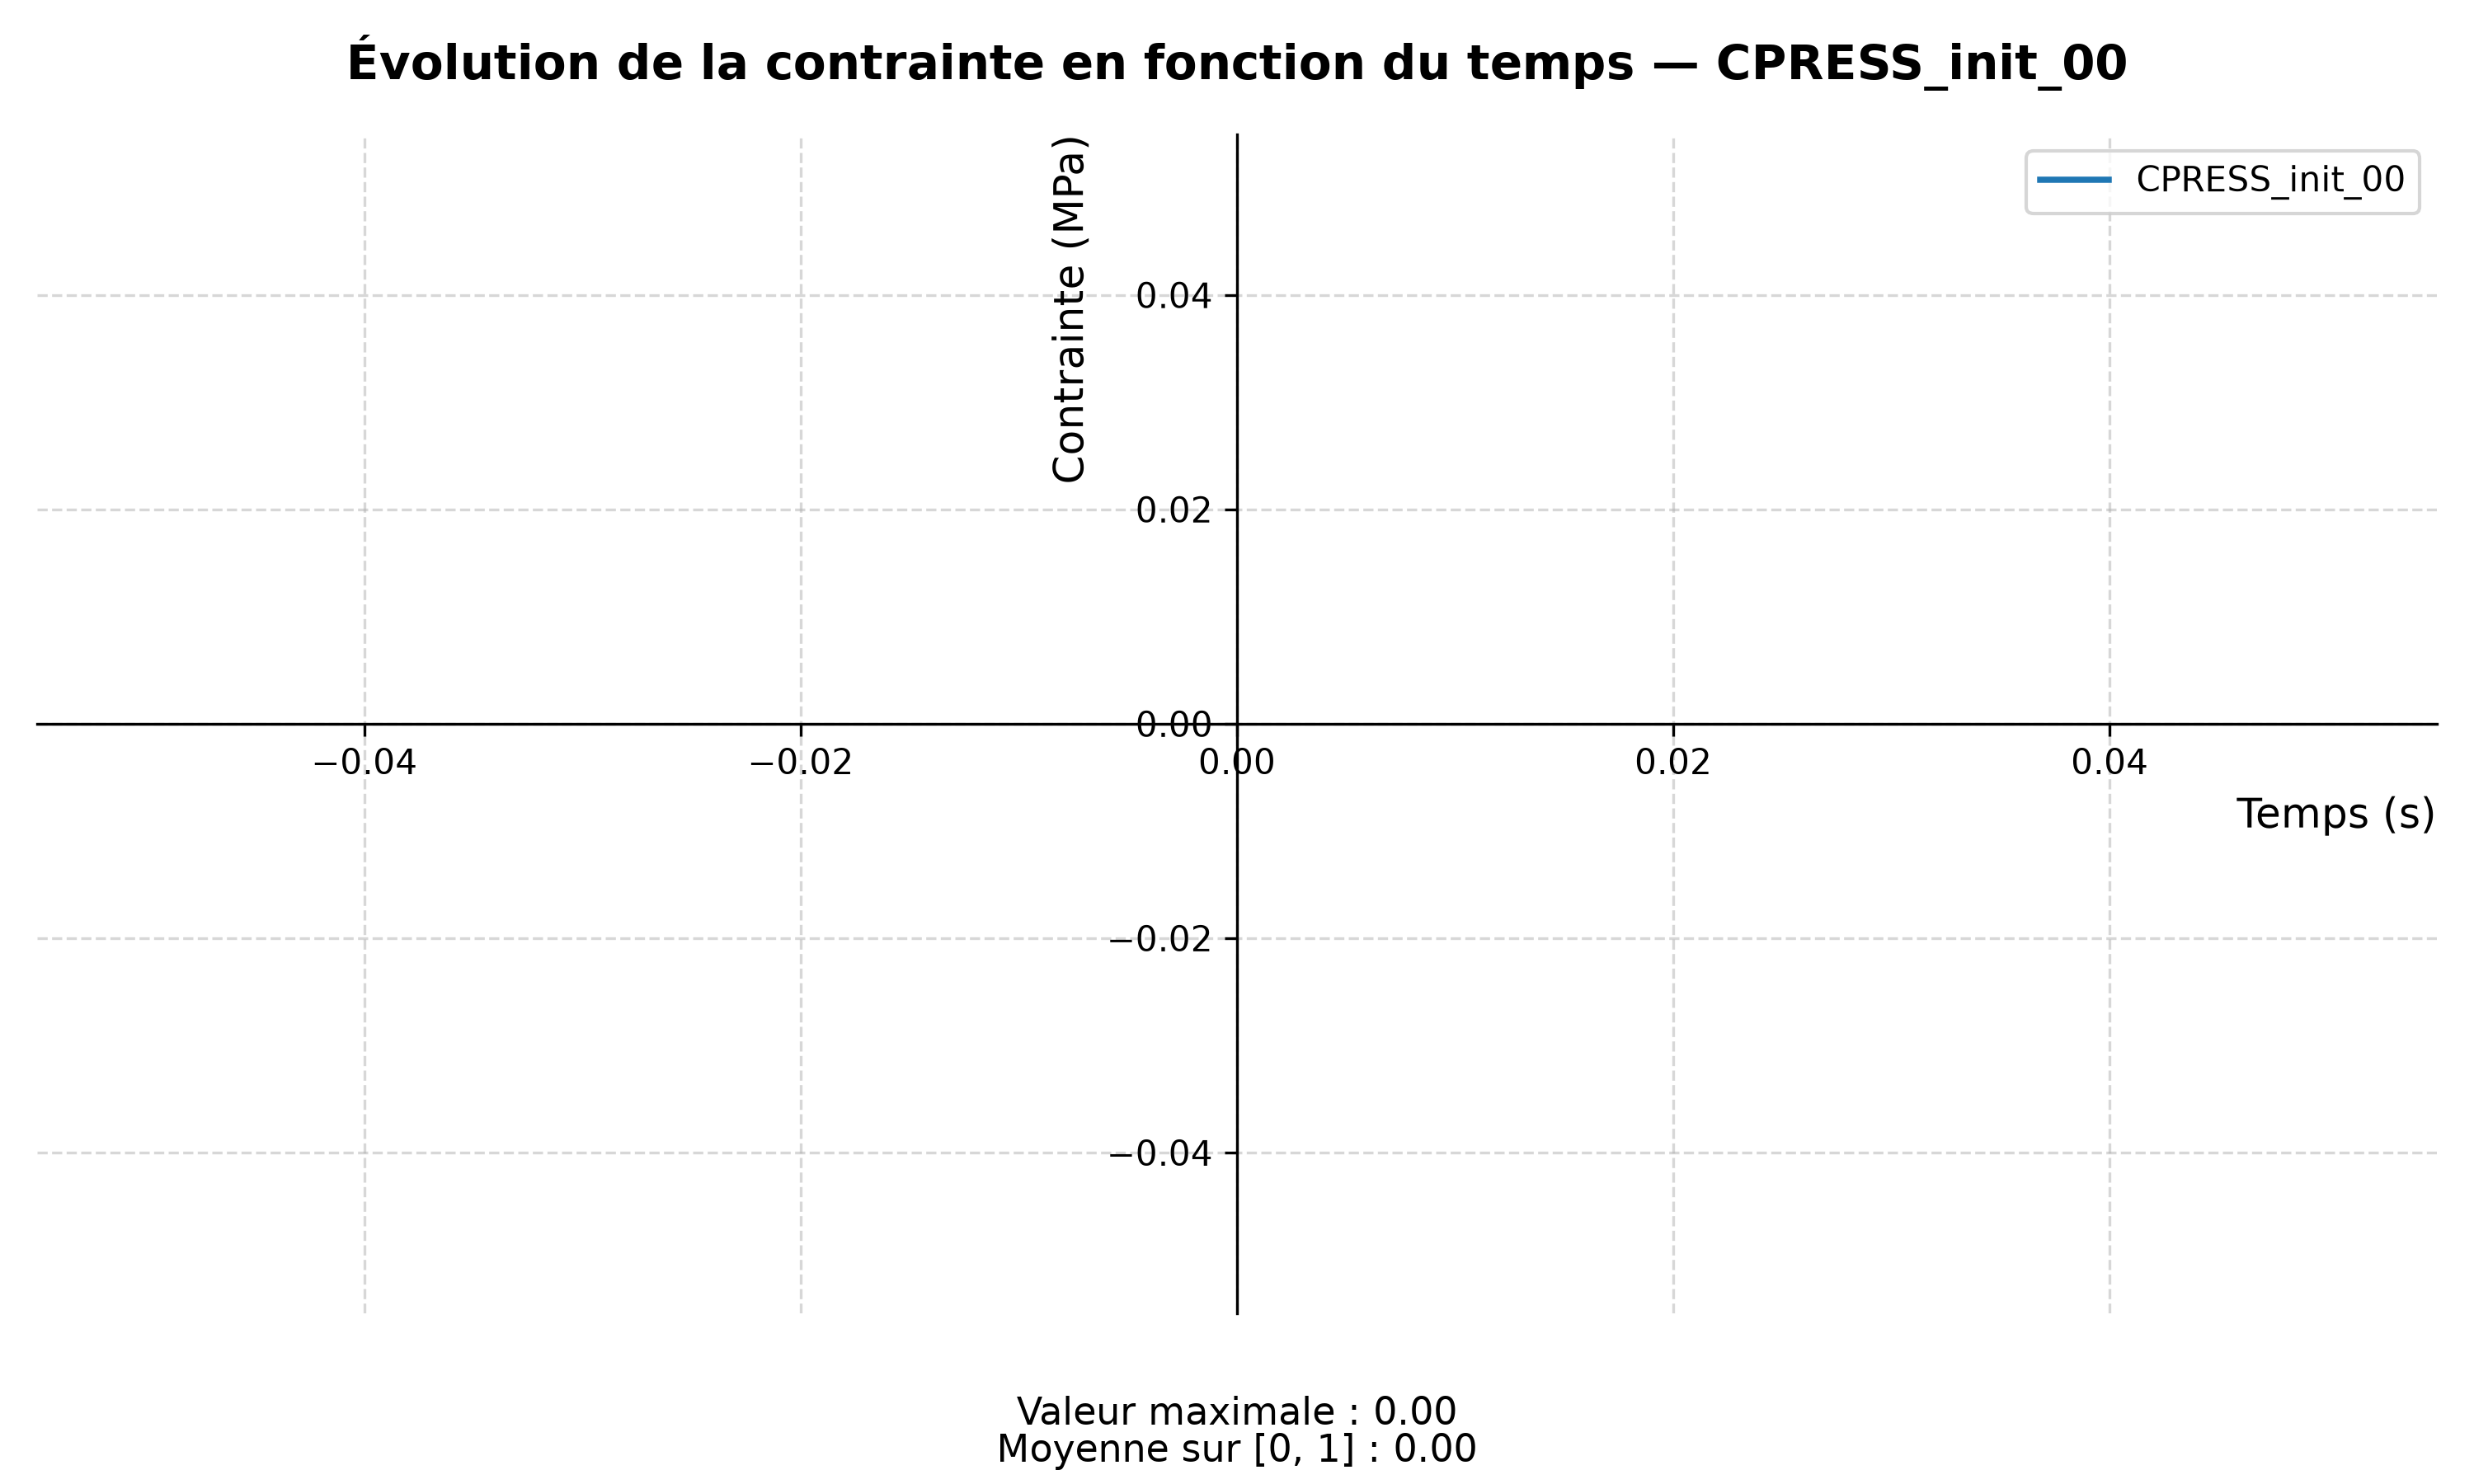 Évolution de la contrainte en fonction du temps — CPRESS_init_00
Contrainte (MPa)
CPRESS_init_00
0.04
0.02
0.00
−0.04
−0.02
0.00
0.02
0.04
Temps (s)
−0.02
−0.04
Valeur maximale : 0.00
Moyenne sur [0, 1] : 0.00